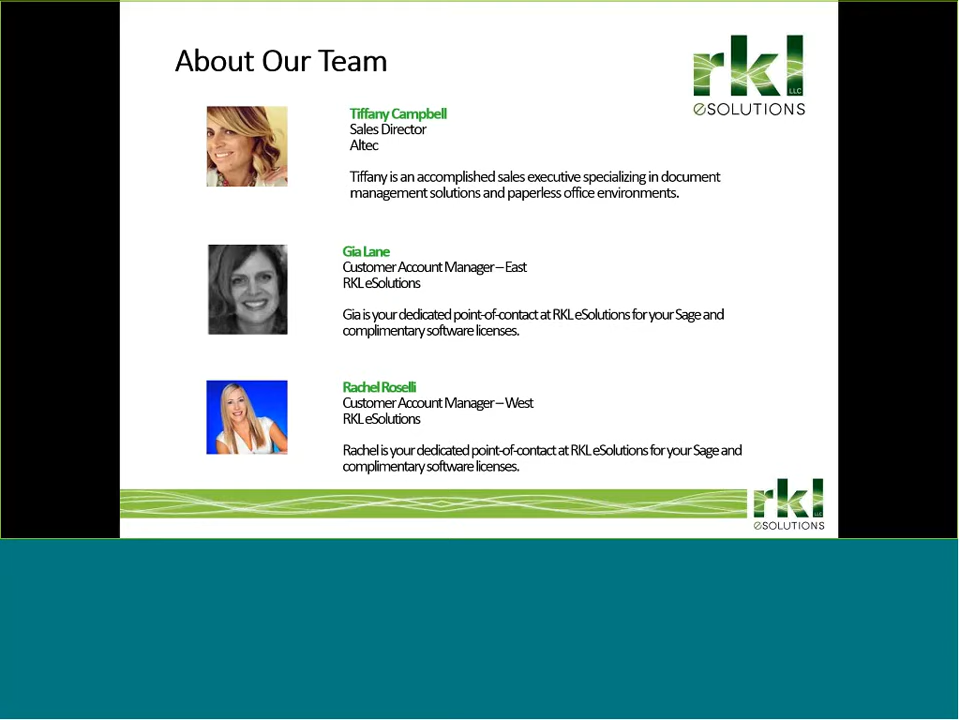 About Our Team
rkl
LLC
eSOLUTIONS
Tiffany Campbell
Sales Director
Altec
Tiffany is an accomplished sales executive specializing in document
management solutions and paperless office environments.
Gia Lane
Customer Account Manager – East
RKL eSolutions
Gia is your dedicated point-of-contact at RKL eSolutions for your Sage and
complimentary software licenses.
Rachel Roselli
Customer Account Manager – West
RKL eSolutions
Rachel is your dedicated point-of-contact at RKL eSolutions for your Sage and
complimentary software licenses.
rkl
LLC
eSOLUTIONS